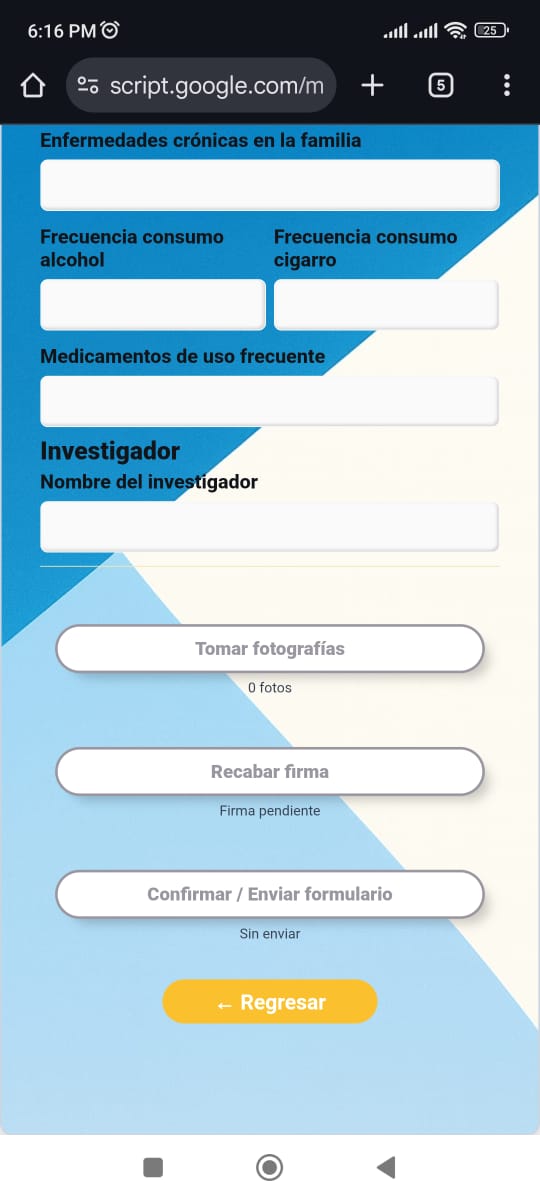 6:16 PM
25
script.google.com/m
5
Enfermedades crónicas en la familia
Frecuencia consumo alcohol
Frecuencia consumo cigarro
Medicamentos de uso frecuente
Investigador
Nombre del investigador
Tomar fotografías
0 fotos
Recabar firma
Firma pendiente
Confirmar / Enviar formulario
Sin enviar
← Regresar